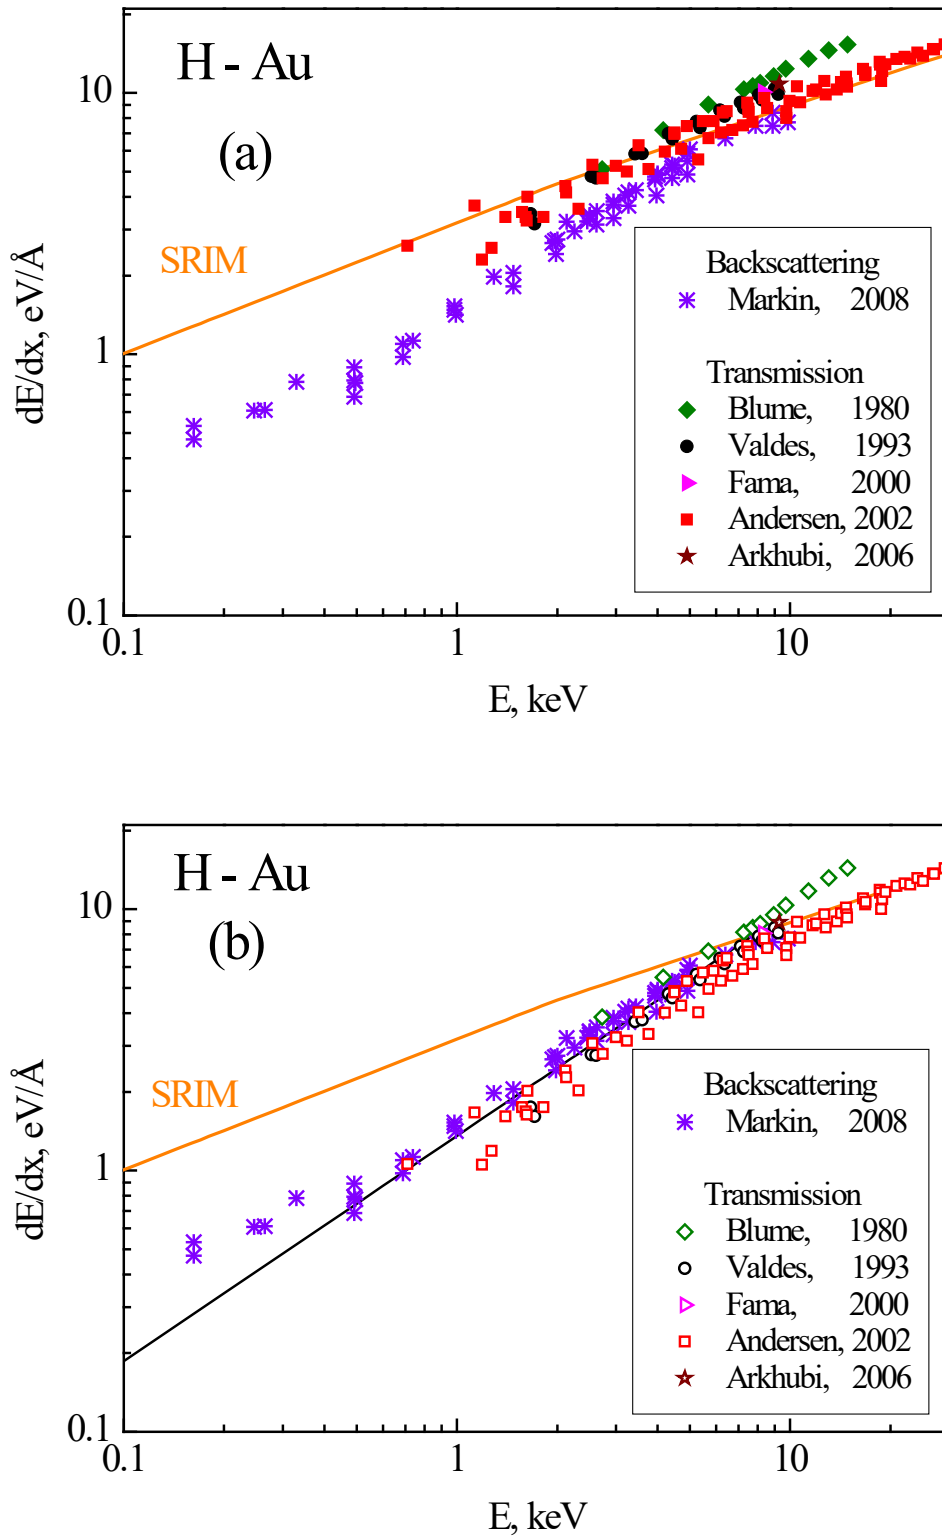 H - Au
(a)
10
SRIM
dE/dx, eV/Å
1
Backscattering
Markin, 2008
Transmission
Blume, 1980
Valdes, 1993
Fama, 2000
Andersen, 2002
Arkhubi, 2006
0.1
0.1 1 10
E, keV
H - Au
(b)
10
SRIM
dE/dx, eV/Å
1
Backscattering
Markin, 2008
Transmission
Blume, 1980
Valdes, 1993
Fama, 2000
Andersen, 2002
Arkhubi, 2006
0.1
0.1 1 10
E, keV